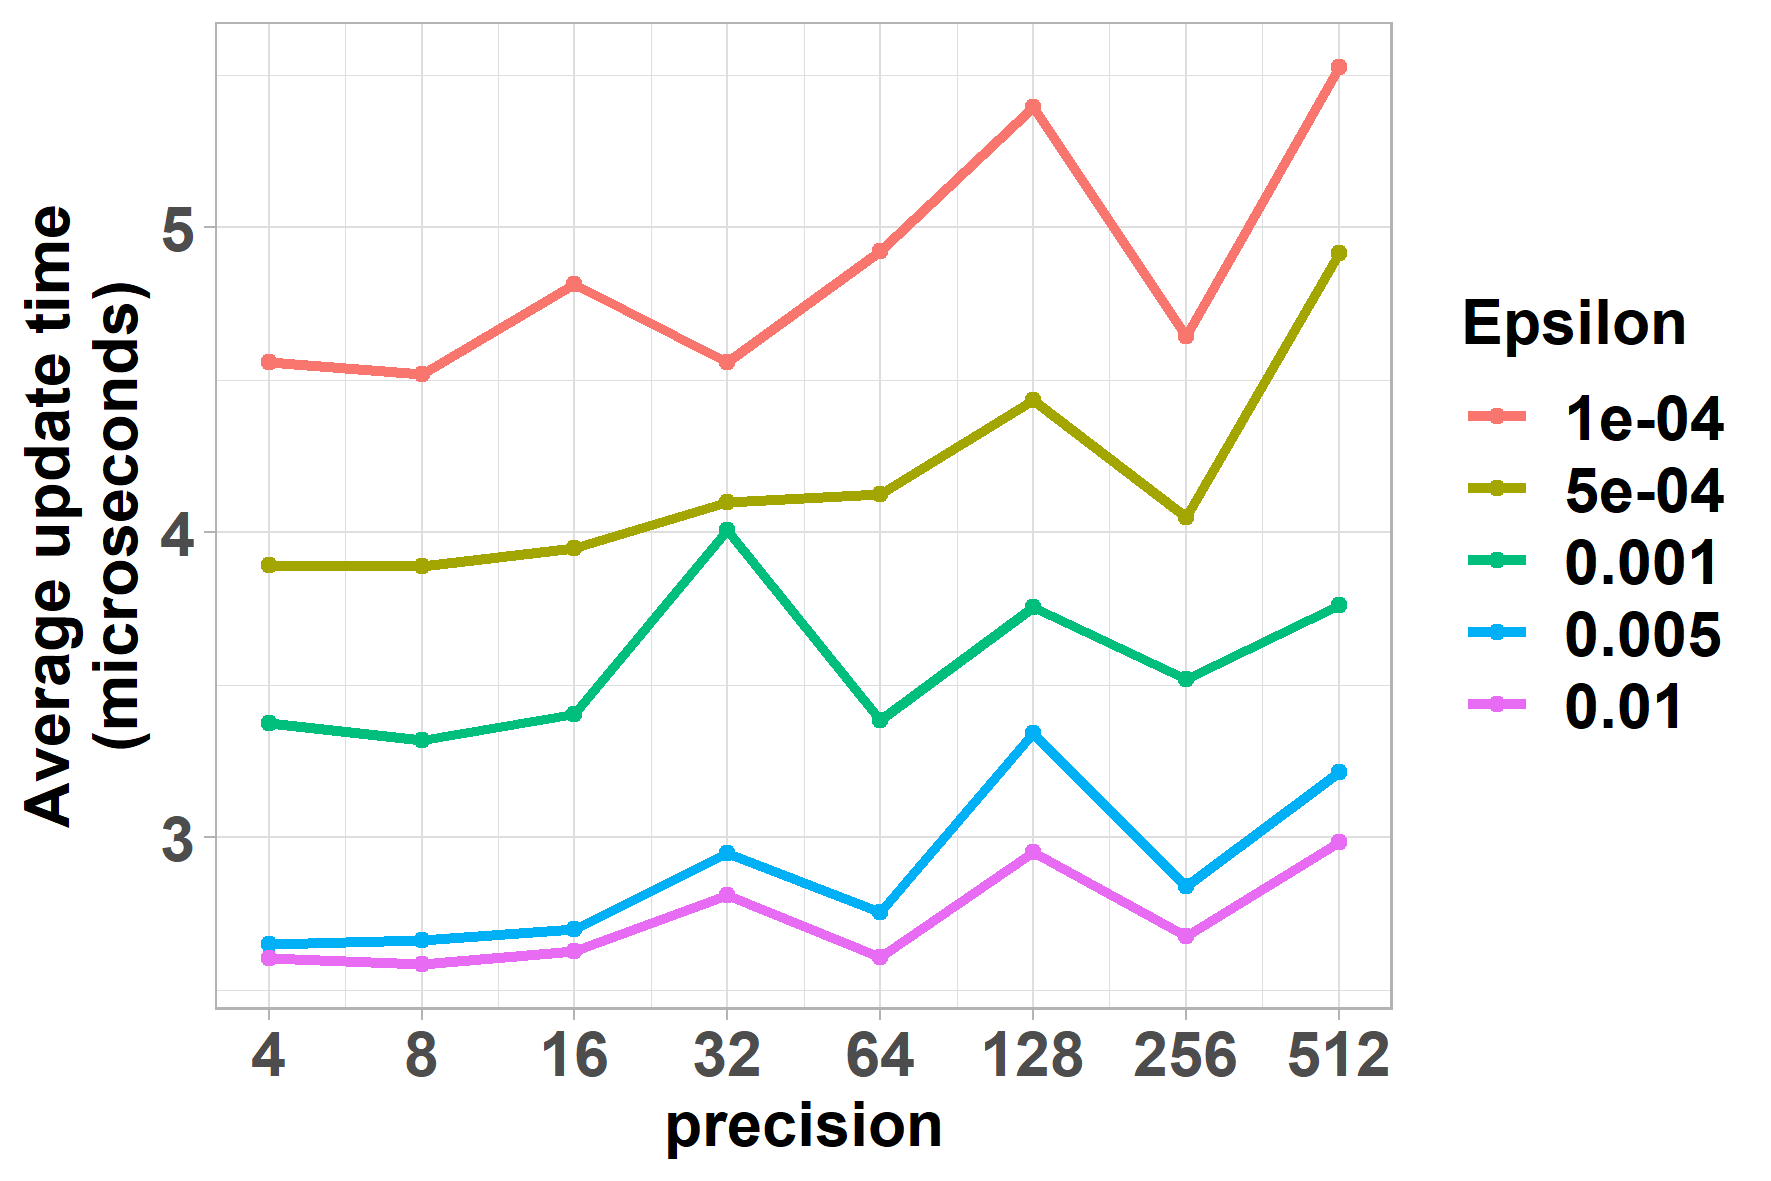 Average update time
(microseconds)
5
4
3
4 8 16 32 64 128 256 512
precision
Epsilon
1e-04
5e-04
0.001
0.005
0.01